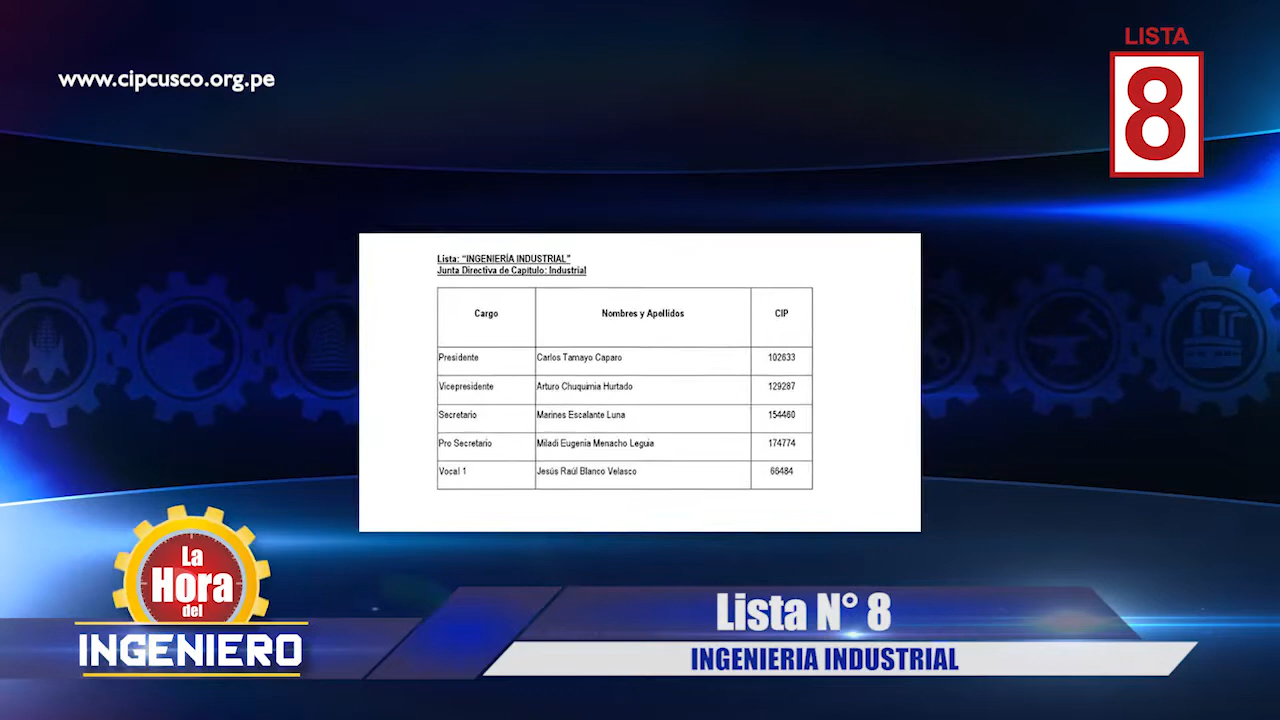 www.cipcusco.org.pe
LISTA
8
Lista: "INGENIERÍA INDUSTRIAL"
Junta Directiva de Capítulo: Industrial
Cargo Nombres y Apellidos CIP
Presidente Carlos Tamayo Caparo 102633
Vicepresidente Arturo Chuquimia Hurtado 129287
Secretario Marines Escalante Luna 154460
Pro Secretario Miladi Eugenia Menacho Leguia 174774
Vocal 1 Jesús Raúl Blanco Velasco 66484
La
Hora
del
INGENIERO
Lista N° 8
INGENIERIA INDUSTRIAL